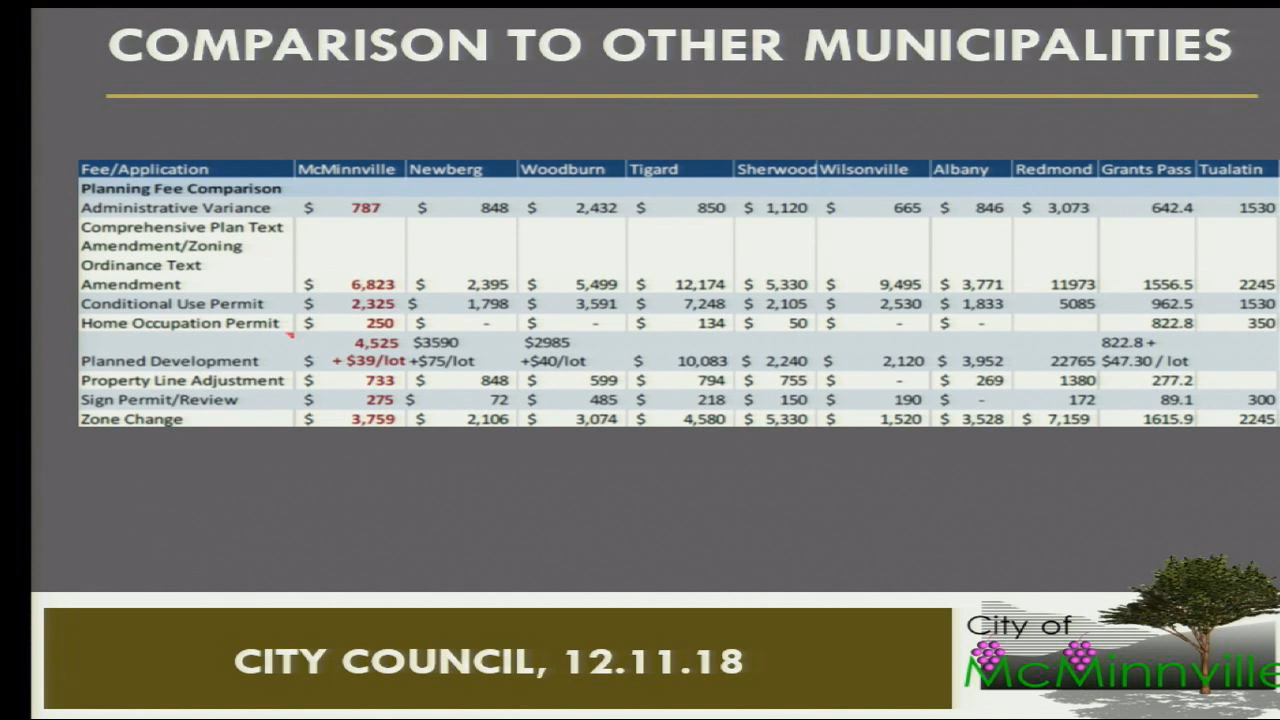 COMPARISON TO OTHER MUNICIPALITIES
Fee/Application McMinnville Newberg Woodburn Tigard Sherwood Wilsonville Albany Redmond Grants Pass Tualatin
Planning Fee Comparison
Administrative Variance $ 787 $ 848 $ 2,432 $ 850 $ 1,120 $ 665 $ 846 $ 3,073 642.4 1530
Comprehensive Plan Text
Amendment/Zoning
Ordinance Text
Amendment $ 6,823 $ 2,395 $ 5,499 $ 12,174 $ 5,330 $ 9,495 $ 3,771 11973 1556.5 2245
Conditional Use Permit $ 2,325 $ 1,798 $ 3,591 $ 7,248 $ 2,105 $ 2,530 $ 1,833 5085 962.5 1530
Home Occupation Permit $ 250 $ - $ - $ 134 $ 50 $ - $ - 822.8 350
4,525 $3590 $2985 822.8 +
Planned Development $ + $39/lot +$75/lot +$40/lot $ 10,083 $ 2,240 $ 2,120 $ 3,952 22765 $47.30 / lot
Property Line Adjustment $ 733 $ 848 $ 599 $ 794 $ 755 $ - $ 269 1380 277.2
Sign Permit/Review $ 275 $ 72 $ 485 $ 218 $ 150 $ 190 $ - 172 89.1 300
Zone Change $ 3,759 $ 2,106 $ 3,074 $ 4,580 $ 5,330 $ 1,520 $ 3,528 $ 7,159 1615.9 2245
CITY COUNCIL, 12.11.18
City of
McMinnville